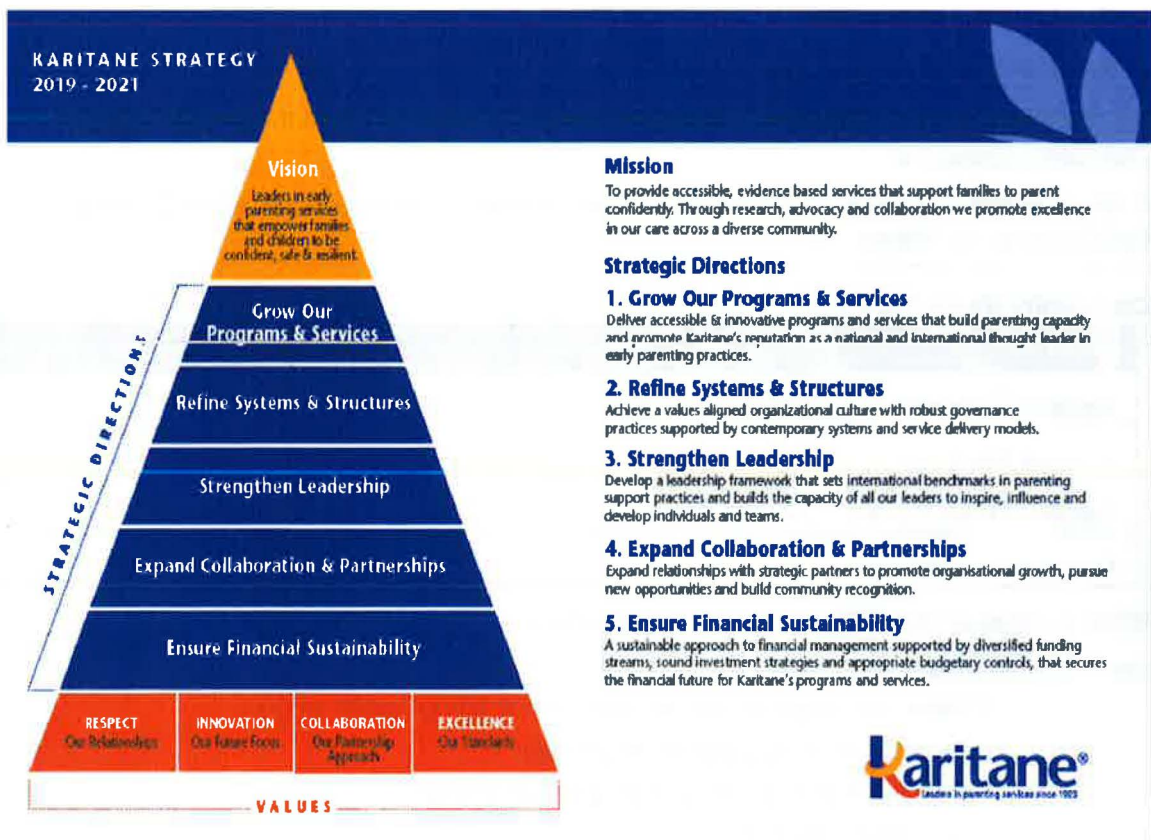 KARITANE STRATEGY
2019 - 2021
Vision
Leaders in early
parenting services
that empower families
and children to be
confident, safe & resilient.
STRATEGIC DIRECTIONS
Grow Our
Programs & Services
Refine Systems & Structures
Strengthen Leadership
Expand Collaboration & Partnerships
Ensure Financial Sustainability
RESPECT
Our Relationships
INNOVATION
Our Future Focus
COLLABORATION
Our Partnership
Approach
EXCELLENCE
Our Standards
VALUES
Mission
To provide accessible, evidence based services that support families to parent
confidently. Through research, advocacy and collaboration we promote excellence
in our care across a diverse community.
Strategic Directions
1. Grow Our Programs & Services
Deliver accessible & innovative programs and services that build parenting capacity
and promote Karitane's reputation as a national and international thought leader in
early parenting practices.
2. Refine Systems & Structures
Achieve a values aligned organizational culture with robust governance
practices supported by contemporary systems and service delivery models.
3. Strengthen Leadership
Develop a leadership framework that sets international benchmarks in parenting
support practices and builds the capacity of all our leaders to inspire, influence and
develop individuals and teams.
4. Expand Collaboration & Partnerships
Expand relationships with strategic partners to promote organisational growth, pursue
new opportunities and build community recognition.
5. Ensure Financial Sustainability
A sustainable approach to financial management supported by diversified funding
streams, sound investment strategies and appropriate budgetary controls, that secures
the financial future for Karitane's programs and services.
Karitane®
Leaders in parenting services since 1923